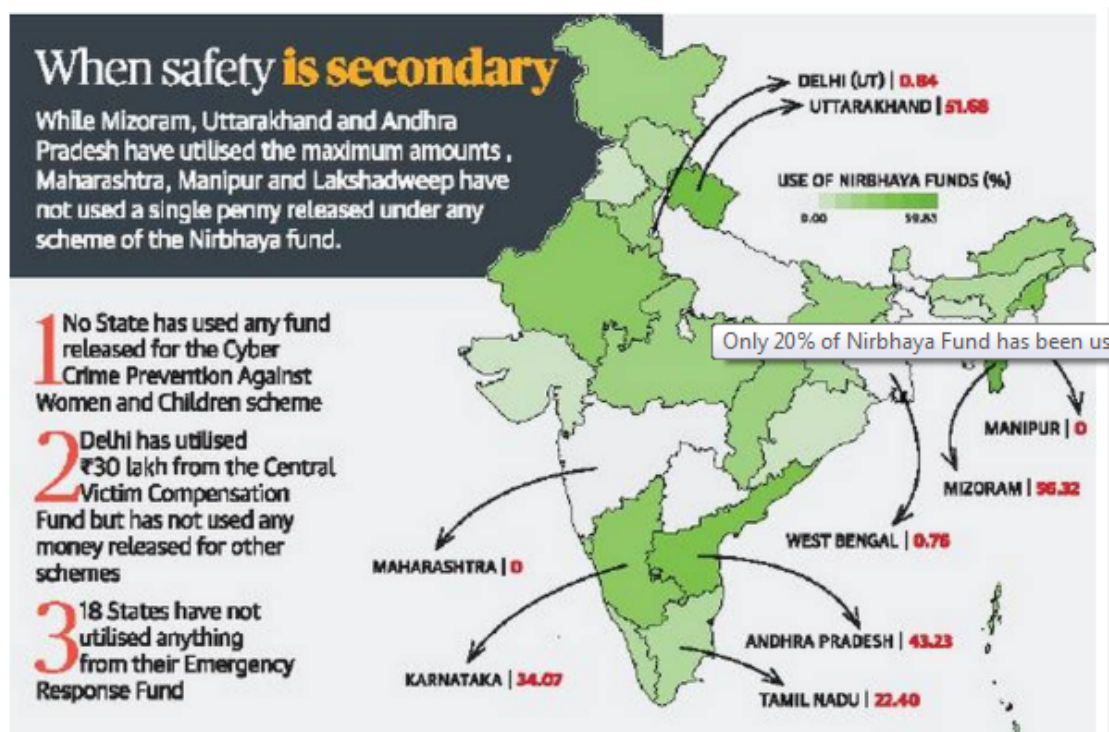 When safety is secondary
While Mizoram, Uttarakhand and Andhra
Pradesh have utilised the maximum amounts ,
Maharashtra, Manipur and Lakshadweep have
not used a single penny released under any
scheme of the Nirbhaya fund.
1 No State has used any fund
released for the Cyber
Crime Prevention Against
Women and Children scheme
2 Delhi has utilised
₹30 lakh from the Central
Victim Compensation
Fund but has not used any
money released for other
schemes
3 18 States have not
utilised anything
from their Emergency
Response Fund
DELHI (UT) | 0.84
UTTARAKHAND | 51.68
USE OF NIRBHAYA FUNDS (%)
0.00 59.83
Only 20% of Nirbhaya Fund has been us
MANIPUR | 0
MIZORAM | 56.32
WEST BENGAL | 0.76
MAHARASHTRA | 0
ANDHRA PRADESH | 43.23
KARNATAKA | 34.07
TAMIL NADU | 22.40